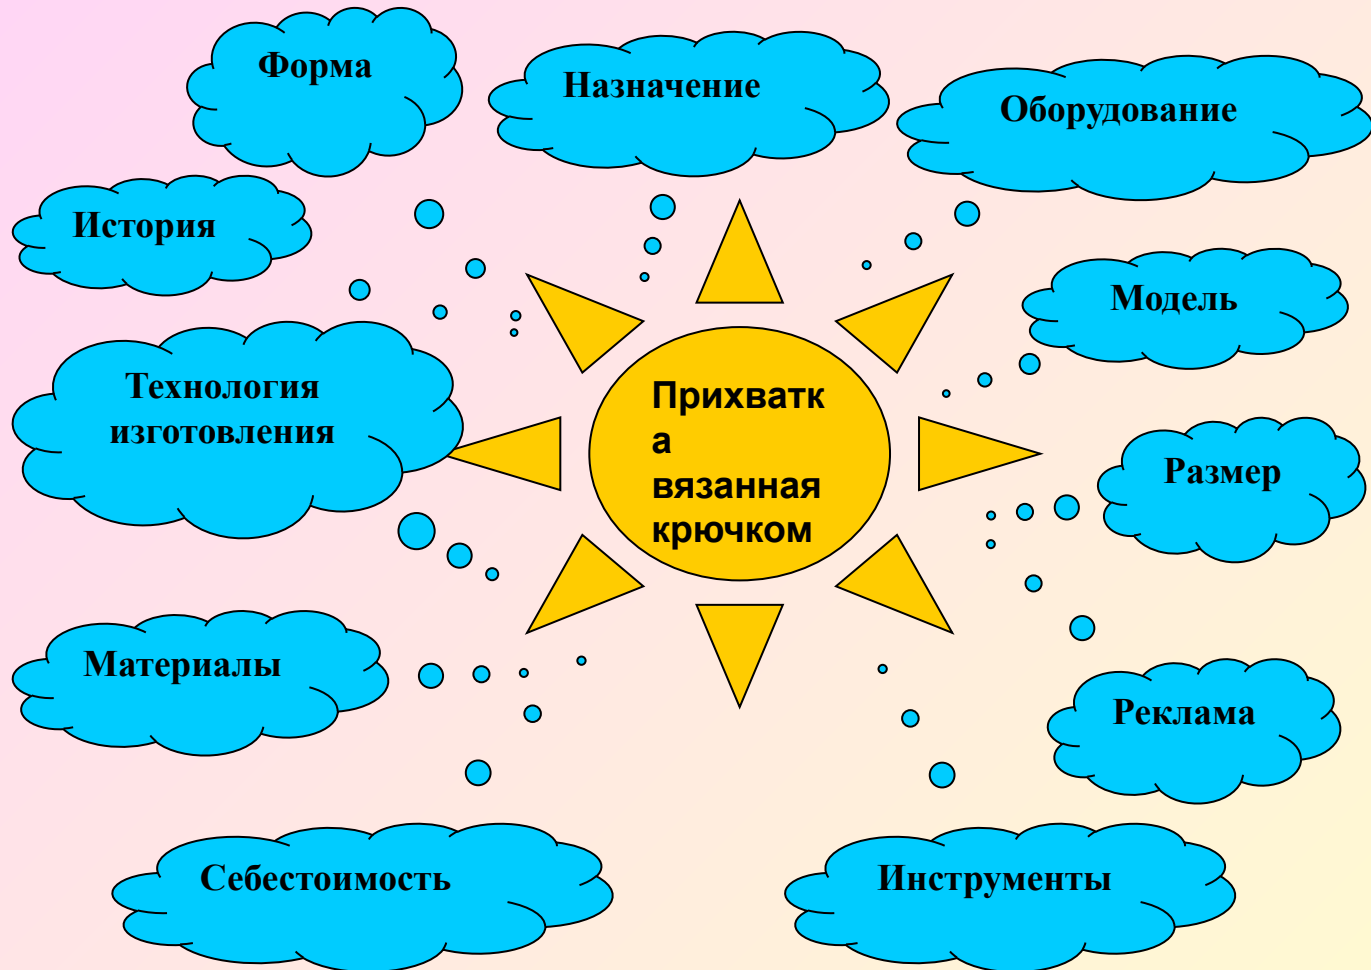 Форма
Назначение
Оборудование
История
Модель
Технология
изготовления
Прихватк
а
вязанная
крючком
Размер
Материалы
Реклама
Себестоимость
Инструменты